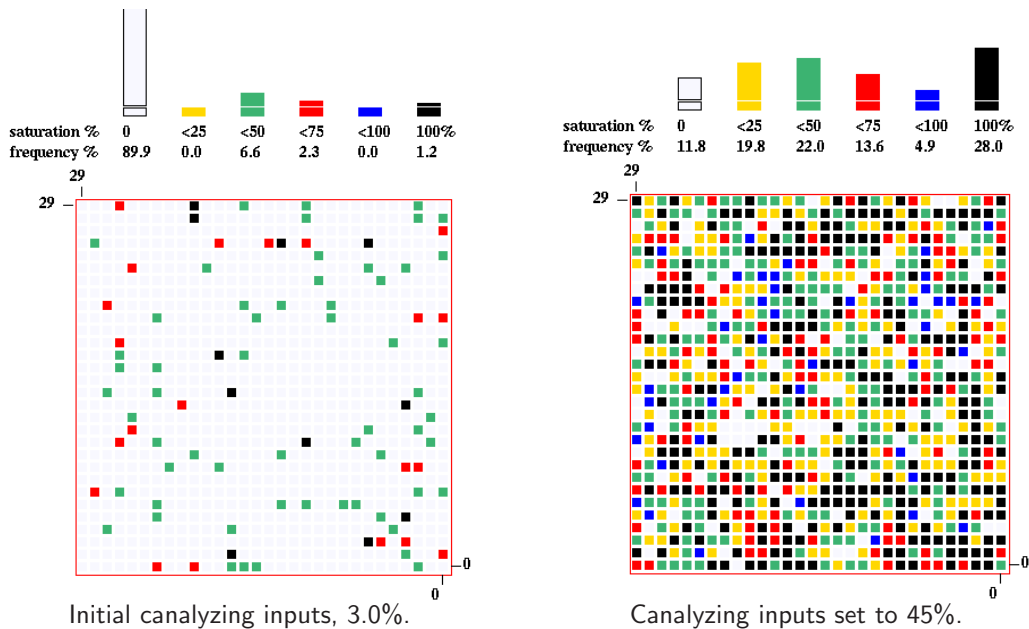 saturation % 0 <25 <50 <75 <100 100%
frequency % 89.9 0.0 6.6 2.3 0.0 1.2
29
29
0
0
Initial canalyzing inputs, 3.0%.
saturation % 0 <25 <50 <75 <100 100%
frequency % 11.8 19.8 22.0 13.6 4.9 28.0
29
29
0
0
Canalyzing inputs set to 45%.